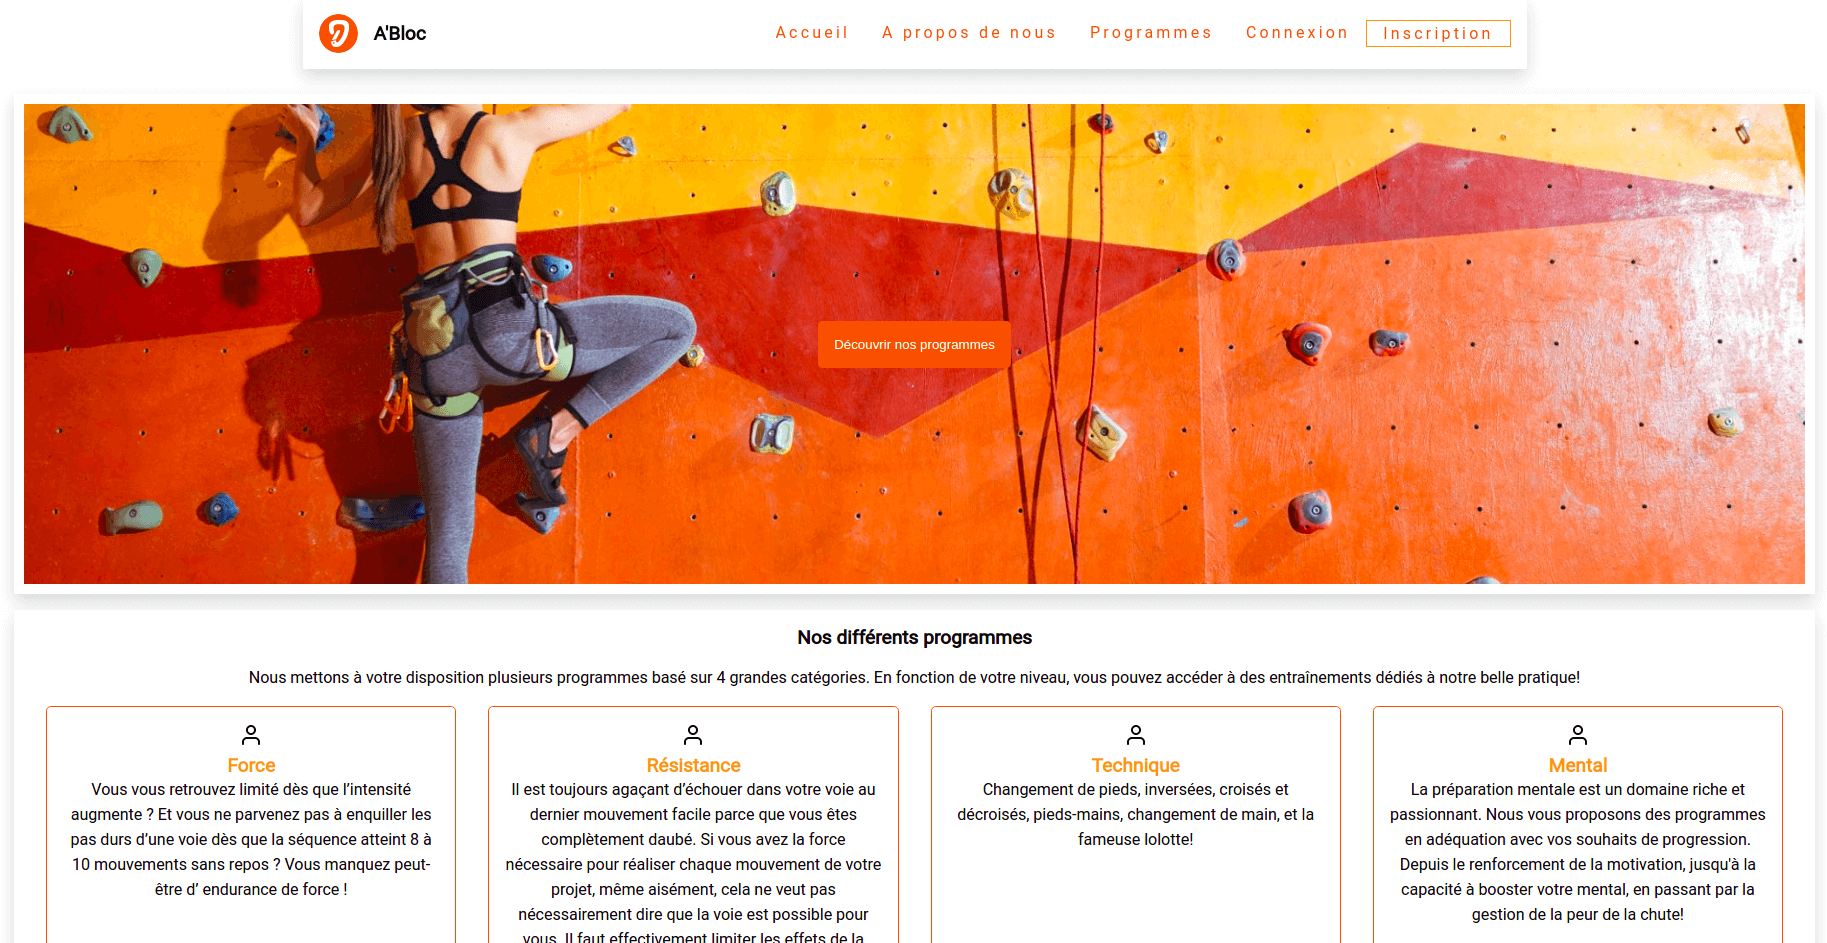 A'Bloc
Accueil
A propos de nous
Programmes
Connexion
Inscription
Découvrir nos programmes
Nos différents programmes
Nous mettons à votre disposition plusieurs programmes basé sur 4 grandes catégories. En fonction de votre niveau, vous pouvez accéder à des entraînements dédiés à notre belle pratique!
Force
Vous vous retrouvez limité dès que l’intensité
augmente ? Et vous ne parvenez pas à enquiller les
pas durs d’une voie dès que la séquence atteint 8 à
10 mouvements sans repos ? Vous manquez peut-
être d’ endurance de force !
Résistance
Il est toujours agaçant d’échouer dans votre voie au
dernier mouvement facile parce que vous êtes
complètement daubé. Si vous avez la force
nécessaire pour réaliser chaque mouvement de votre
projet, même aisément, cela ne veut pas
nécessairement dire que la voie est possible pour
vous. Il faut effectivement limiter les effets de la
Technique
Changement de pieds, inversées, croisés et
décroisés, pieds-mains, changement de main, et la
fameuse lolotte!
Mental
La préparation mentale est un domaine riche et
passionnant. Nous vous proposons des programmes
en adéquation avec vos souhaits de progression.
Depuis le renforcement de la motivation, jusqu'à la
capacité à booster votre mental, en passant par la
gestion de la peur de la chute!